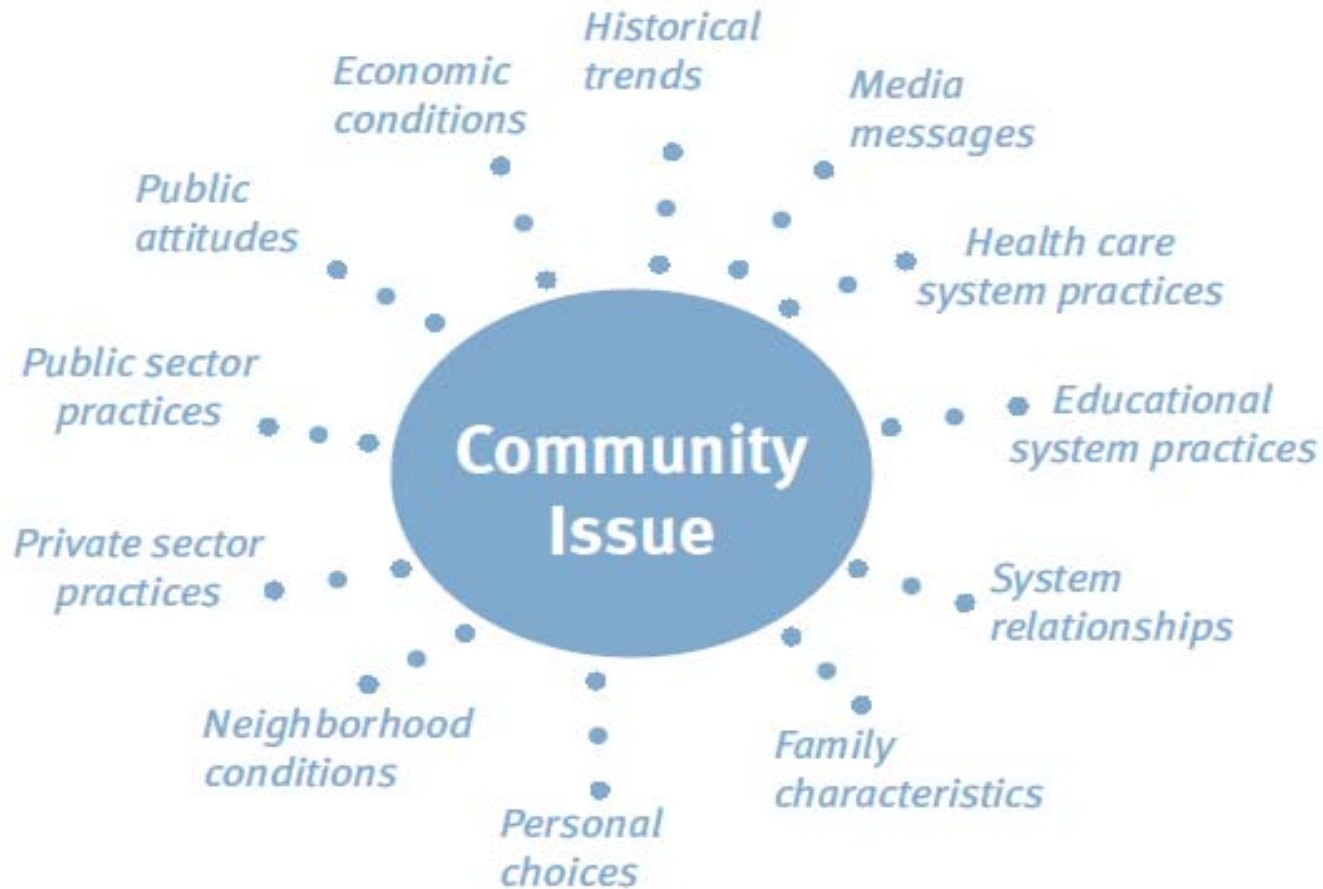 Historical
trends
Economic
conditions
Media
messages
Public
attitudes
Health care
system practices
Public sector
practices
Educational
system practices
Community
Issue
Private sector
practices
System
relationships
Neighborhood
conditions
Family
characteristics
Personal
choices